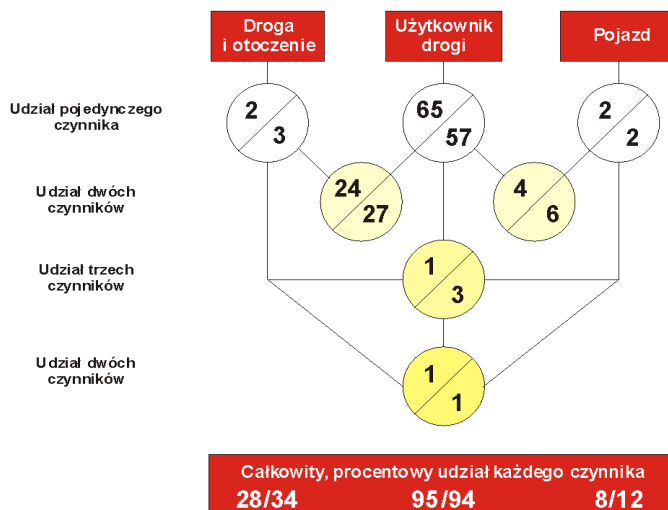 Droga
i otoczenie
Użytkownik
drogi
Pojazd
Udział pojedynczego
czynnika
2
3
65
57
2
2
Udział dwóch
czynników
24
27
4
6
Udział trzech
czynników
1
3
Udział dwóch
czynników
1
1
Całkowity, procentowy udział każdego czynnika
28/34 95/94 8/12